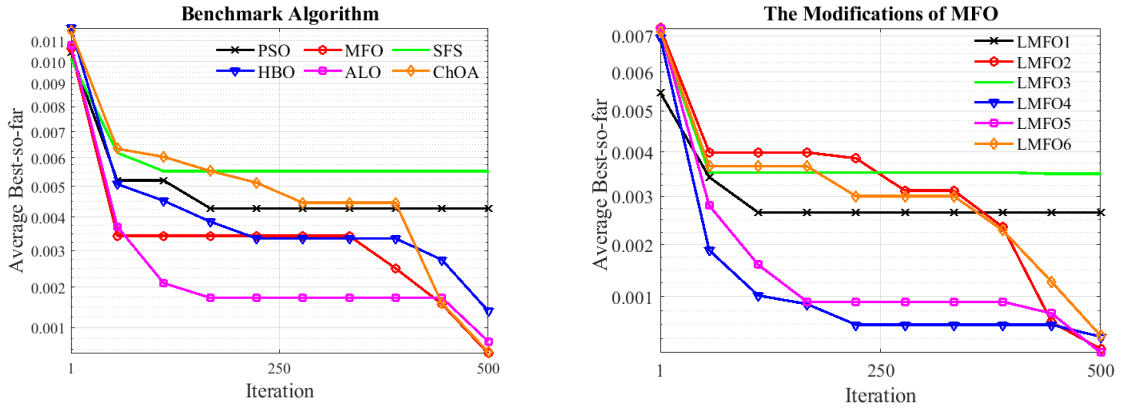 Benchmark Algorithm
Average Best-so-far
0.011
0.010
0.009
0.008
0.007
0.006
0.005
0.004
0.003
0.002
0.001
PSO MFO SFS
HBO ALO ChOA
1 250 500
Iteration
The Modifications of MFO
Average Best-so-far
0.007
0.006
0.005
0.004
0.003
0.002
0.001
LMFO1
LMFO2
LMFO3
LMFO4
LMFO5
LMFO6
1 250 500
Iteration